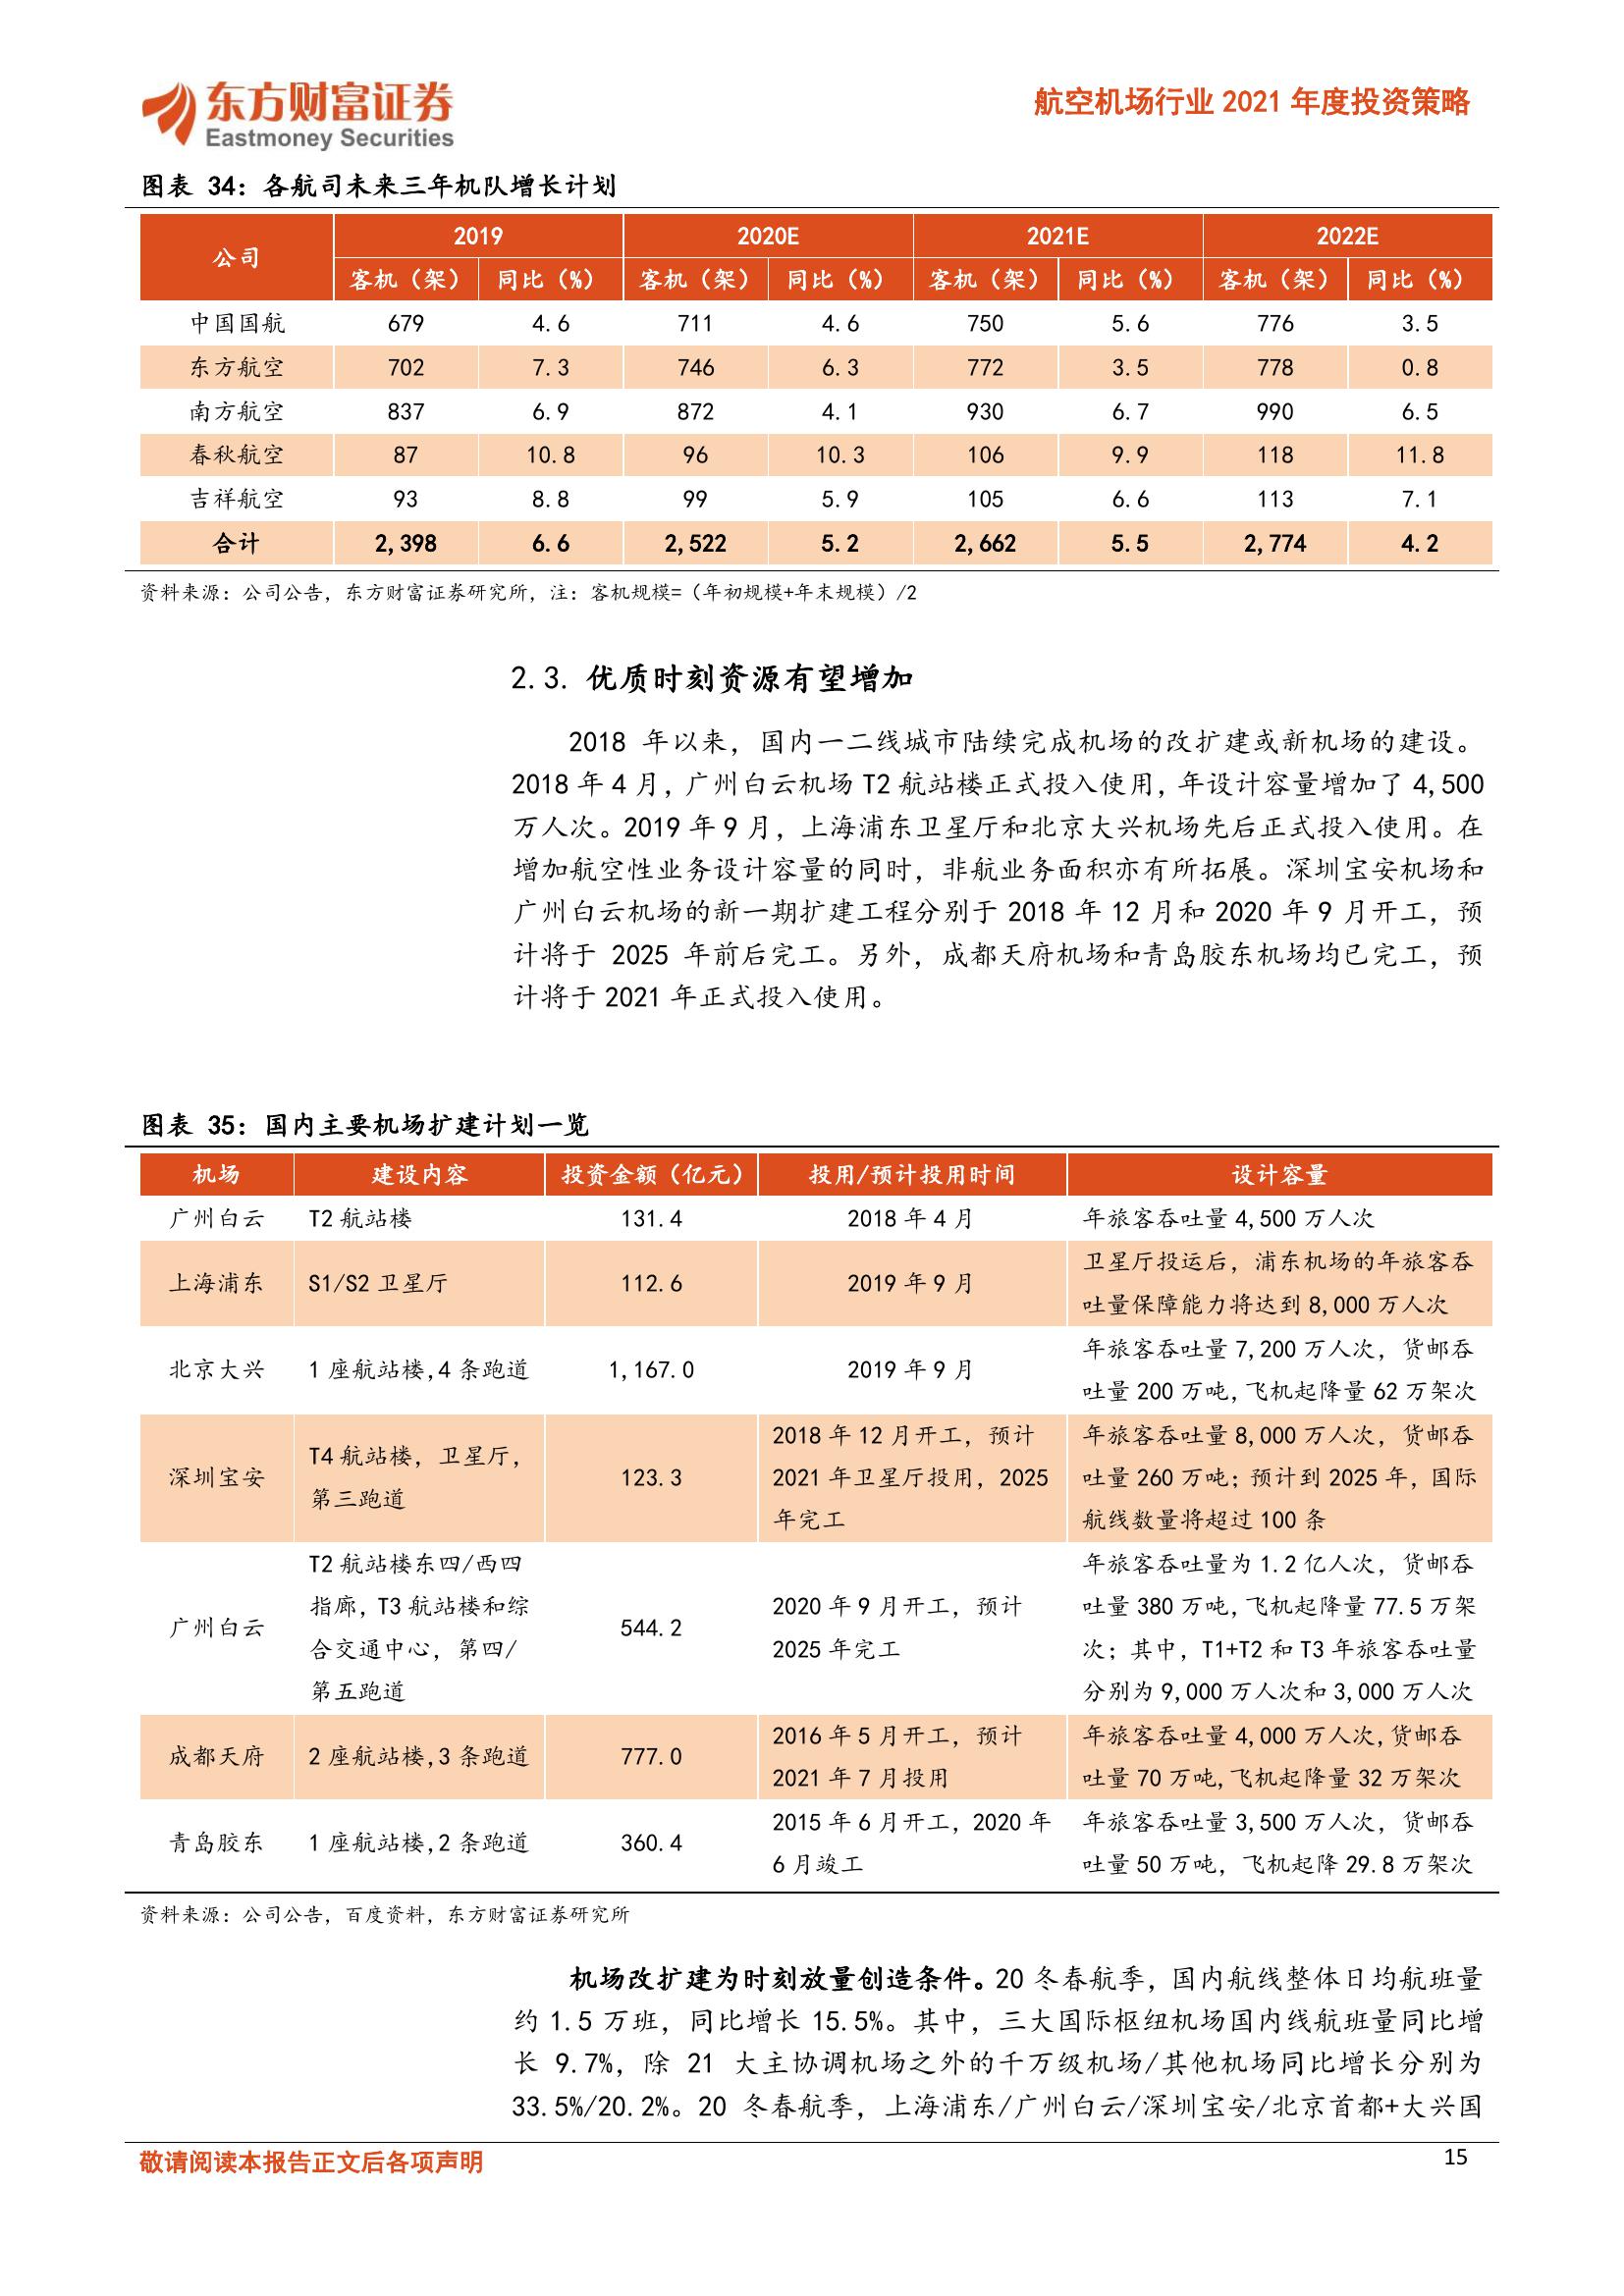 东方财富证券
Eastmoney Securities
航空机场行业 2021 年度投资策略
图表 34：各航司未来三年机队增长计划
公司 2019 2020E 2021E 2022E
客机（架） 同比（%） 客机（架） 同比（%） 客机（架） 同比（%） 客机（架） 同比（%）
中国国航 679 4.6 711 4.6 750 5.6 776 3.5
东方航空 702 7.3 746 6.3 772 3.5 778 0.8
南方航空 837 6.9 872 4.1 930 6.7 990 6.5
春秋航空 87 10.8 96 10.3 106 9.9 118 11.8
吉祥航空 93 8.8 99 5.9 105 6.6 113 7.1
合计 2,398 6.6 2,522 5.2 2,662 5.5 2,774 4.2
资料来源：公司公告，东方财富证券研究所，注：客机规模=（年初规模+年末规模）/2
2.3. 优质时刻资源有望增加
2018 年以来，国内一二线城市陆续完成机场的改扩建或新机场的建设。
2018 年 4 月，广州白云机场 T2 航站楼正式投入使用，年设计容量增加了 4,500
万人次。2019 年 9 月，上海浦东卫星厅和北京大兴机场先后正式投入使用。在
增加航空性业务设计容量的同时，非航业务面积亦有所拓展。深圳宝安机场和
广州白云机场的新一期扩建工程分别于 2018 年 12 月和 2020 年 9 月开工，预
计将于 2025 年前后完工。另外，成都天府机场和青岛胶东机场均已完工，预
计将于 2021 年正式投入使用。
图表 35：国内主要机场扩建计划一览
机场 建设内容 投资金额（亿元） 投用/预计投用时间 设计容量
广州白云 T2 航站楼 131.4 2018 年 4 月 年旅客吞吐量 4,500 万人次
上海浦东 S1/S2 卫星厅 112.6 2019 年 9 月 卫星厅投运后，浦东机场的年旅客吞
吐量保障能力将达到 8,000 万人次
北京大兴 1 座航站楼,4 条跑道 1,167.0 2019 年 9 月 年旅客吞吐量 7,200 万人次，货邮吞
吐量 200 万吨,飞机起降量 62 万架次
深圳宝安 T4 航站楼，卫星厅，
第三跑道 123.3 2018 年 12 月开工，预计
2021 年卫星厅投用，2025
年完工 年旅客吞吐量 8,000 万人次，货邮吞
吐量 260 万吨；预计到 2025 年，国际
航线数量将超过 100 条
广州白云 T2 航站楼东四/西四
指廊，T3 航站楼和综
合交通中心，第四/
第五跑道 544.2 2020 年 9 月开工，预计
2025 年完工 年旅客吞吐量为 1.2 亿人次，货邮吞
吐量 380 万吨,飞机起降量 77.5 万架
次；其中，T1+T2 和 T3 年旅客吞吐量
分别为 9,000 万人次和 3,000 万人次
成都天府 2 座航站楼,3 条跑道 777.0 2016 年 5 月开工，预计
2021 年 7 月投用 年旅客吞吐量 4,000 万人次,货邮吞
吐量 70 万吨,飞机起降量 32 万架次
青岛胶东 1 座航站楼,2 条跑道 360.4 2015 年 6 月开工，2020 年
6 月竣工 年旅客吞吐量 3,500 万人次，货邮吞
吐量 50 万吨，飞机起降 29.8 万架次
资料来源：公司公告，百度资料，东方财富证券研究所
机场改扩建为时刻放量创造条件。20 冬春航季，国内航线整体日均航班量
约 1.5 万班，同比增长 15.5%。其中，三大国际枢纽机场国内线航班量同比增
长 9.7%，除 21 大主协调机场之外的千万级机场/其他机场同比增长分别为
33.5%/20.2%。20 冬春航季，上海浦东/广州白云/深圳宝安/北京首都+大兴国
敬请阅读本报告正文后各项声明
15